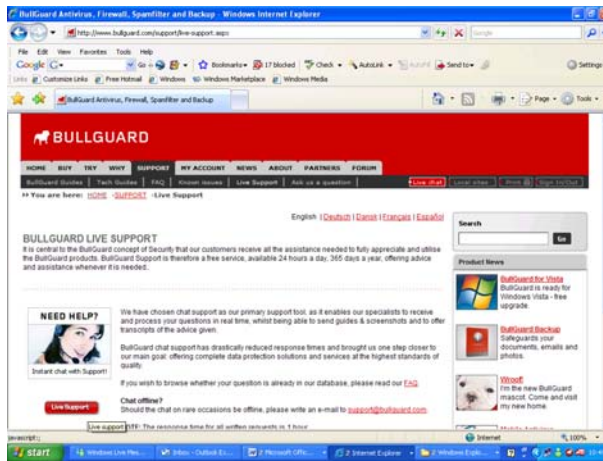 BullGuard Antivirus, Firewall, Spamfilter and Backup - Windows Internet Explorer
http://www.bullguard.com/support/live-support.aspx
File Edit View Favorites Tools Help
Google G Go Bookmarks 17 blocked Check AutoLink Send to Settings
Links Customize Links Free Hotmail Windows Windows Marketplace Windows Media
BullGuard Antivirus, Firewall, Spamfilter and Backup Page Tools
BULLGUARD
HOME BUY TRY WHY SUPPORT MY ACCOUNT NEWS ABOUT PARTNERS FORUM
BullGuard Guides | Tech Guides | FAQ | Known issues | Live Support | Ask us a question | Live chat Local sites Print Sign In/Out
You are here: HOME SUPPORT Live Support
English | Deutsch | Dansk | Français | Español
BULLGUARD LIVE SUPPORT
It is central to the BullGuard concept of Security that our customers receive all the assistance needed to fully appreciate and utilise
the BullGuard products. BullGuard Support is therefore a free service, available 24 hours a day, 365 days a year, offering advice
and assistance whenever it is needed.
NEED HELP?
Instant chat with Support!
Live Support
Live support
We have chosen chat support as our primary support tool, as it enables our specialists to receive
and process your questions in real time, whilst being able to send guides & screenshots and to offer
transcripts of the advice given.
BullGuard chat support has drastically reduced response times and brought us one step closer to
our main goal: offering complete data protection solutions and services at the highest standards of
quality.
If you wish to browse whether your question is already in our database, please read our FAQ.
Chat offline?
Should the chat on rare occasions be offline, please write an e-mail to support@bullguard.com.
NOTE: The response time for all written requests is 1 hour.
Search
Go
Product News
BullGuard for Vista
BullGuard is ready for
Windows Vista - free
upgrade.
BullGuard Backup
Safeguards your
documents, emails and
photos.
Woof!
I'm the new BullGuard
mascot. Come and visit
my new home.
Internet 100%
start Windows Live Mes... Inbox - Outlook Ex... 2 Microsoft Offic... 2 Internet Explorer 2 Windows Explo...